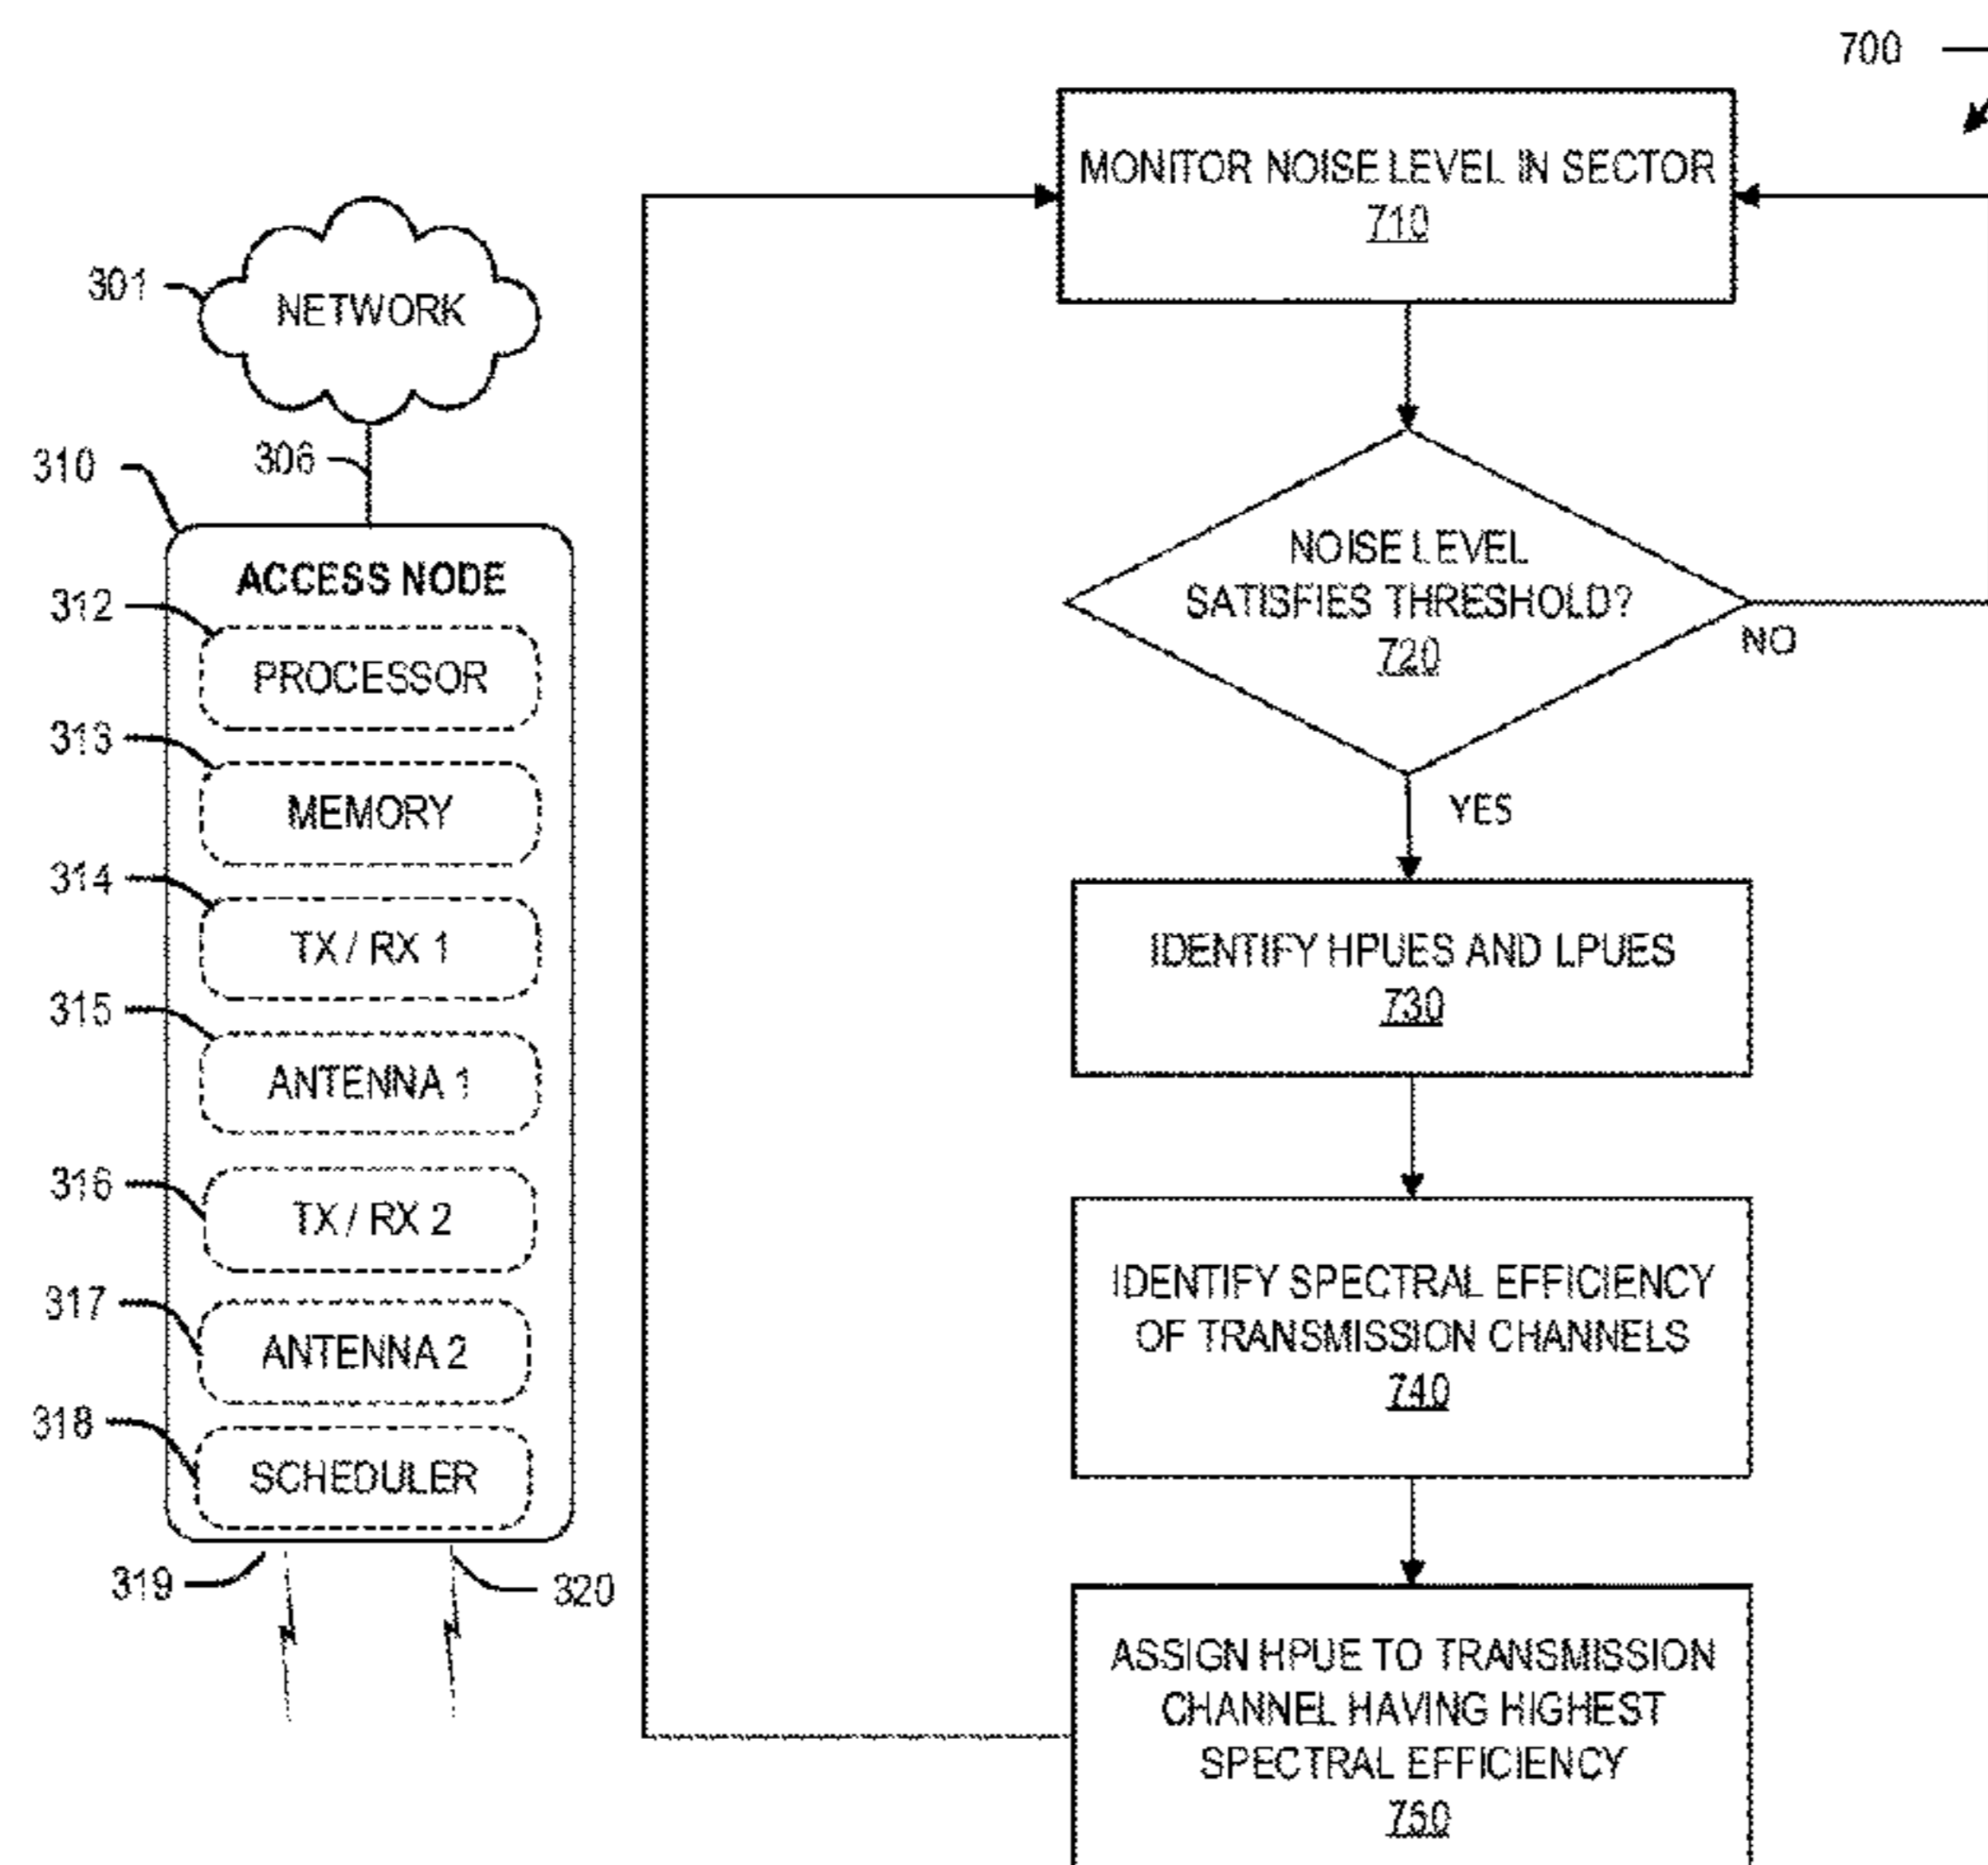 301
NETWORK
306
310
ACCESS NODE
312
PROCESSOR
313
MEMORY
314
TX / RX 1
315
ANTENNA 1
316
TX / RX 2
317
ANTENNA 2
318
SCHEDULER
319
320
700
MONITOR NOISE LEVEL IN SECTOR
710
NOISE LEVEL
SATISFIES THRESHOLD?
720
NO
YES
IDENTIFY HPUES AND LPUES
730
IDENTIFY SPECTRAL EFFICIENCY
OF TRANSMISSION CHANNELS
740
ASSIGN HPUE TO TRANSMISSION
CHANNEL HAVING HIGHEST
SPECTRAL EFFICIENCY
750